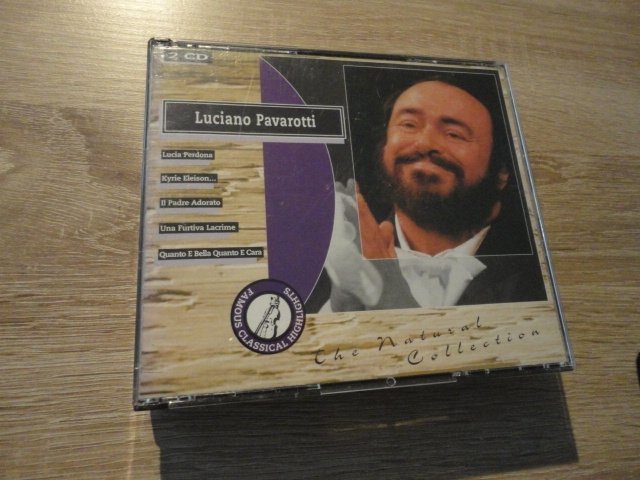 2 CD
Luciano Pavarotti
Lucia Perdona
Kyrie Eleison...
Il Padre Adorato
Una Furtiva Lacrime
Quanto E Bella Quanto E Cara
FAMOUS CLASSICAL HIGHLIGHTS
The Natural
Collection